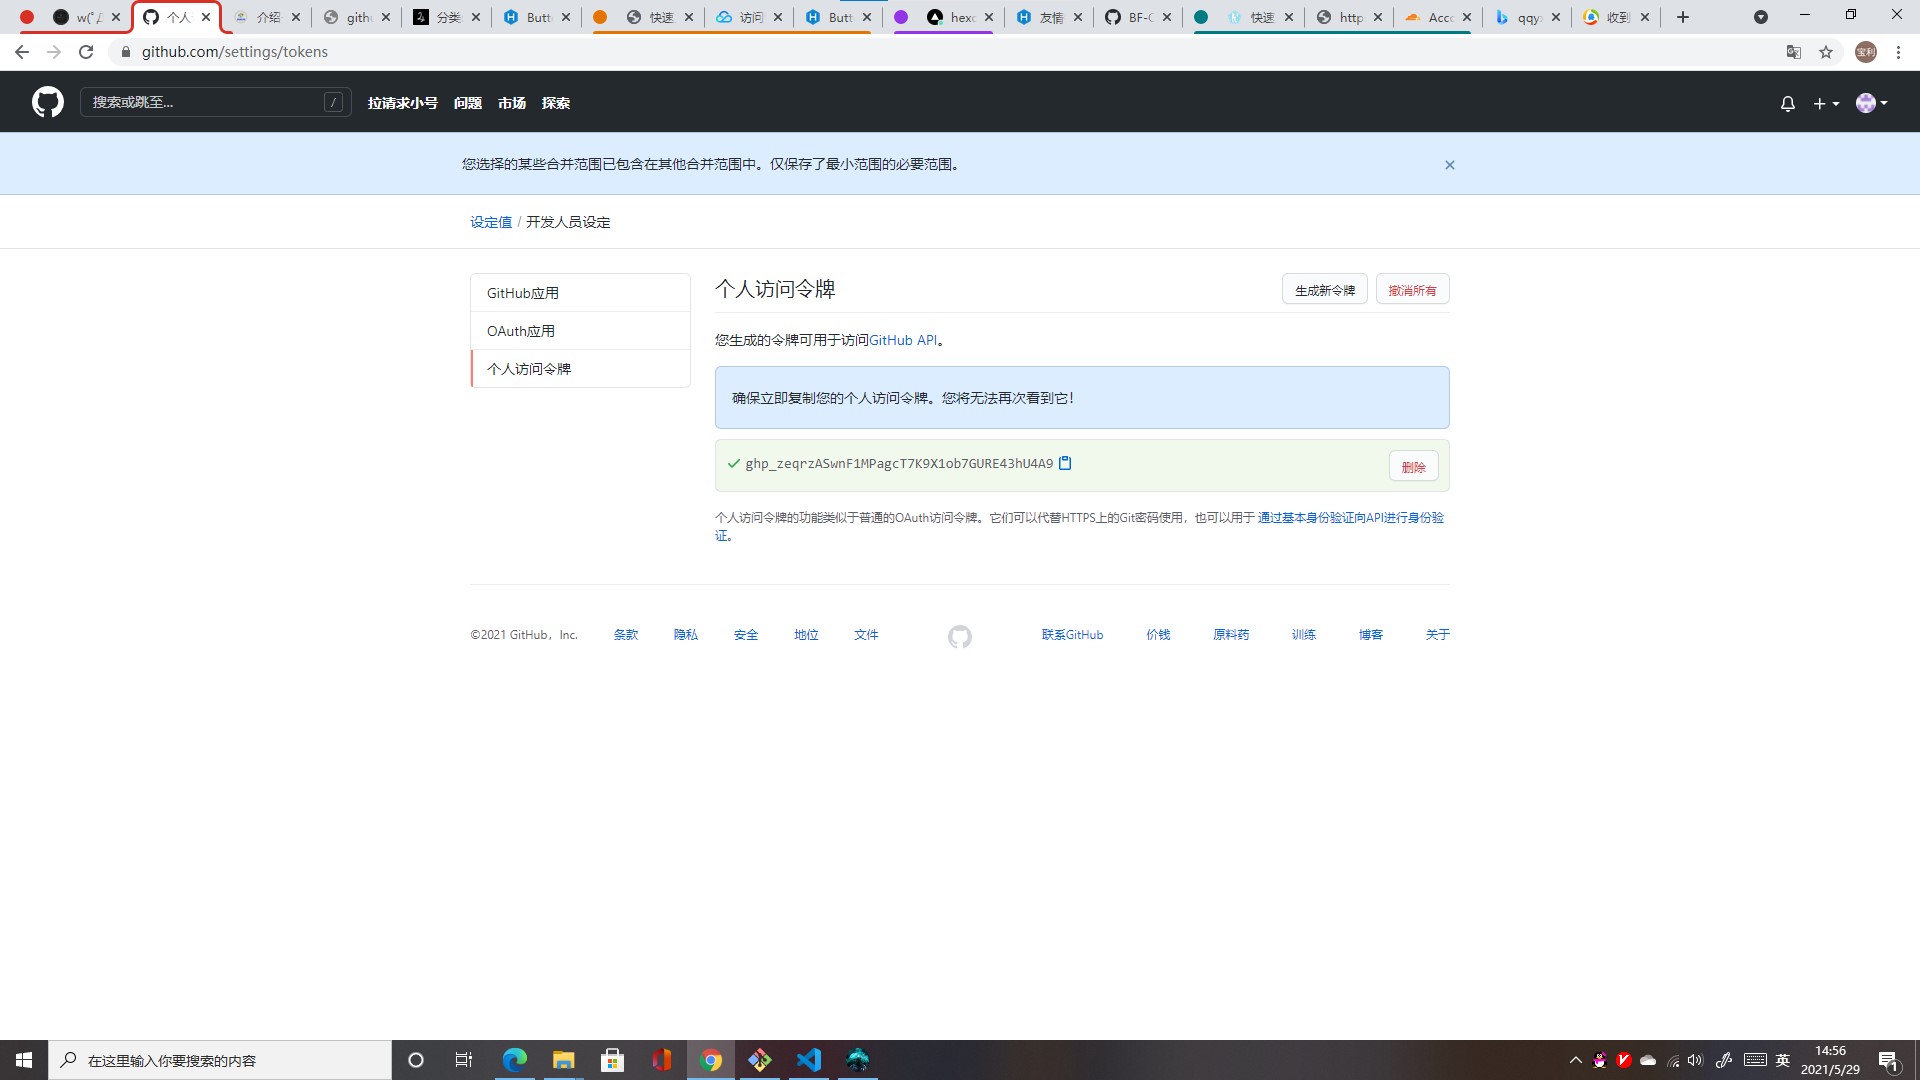 w(ﾟД
个人
介绍
githu
分类
Butt
快速
访问
Butt
hexo
友情
BF-C
快速
http
Acco
qqy
收到
github.com/settings/tokens
宝利
搜索或跳至...
/
拉请求小号 问题 市场 探索
您选择的某些合并范围已包含在其他合并范围中。仅保存了最小范围的必要范围。
设定值 / 开发人员设定
GitHub应用
OAuth应用
个人访问令牌
个人访问令牌
生成新令牌
撤消所有
您生成的令牌可用于访问GitHub API。
确保立即复制您的个人访问令牌。您将无法再次看到它！
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
删除
个人访问令牌的功能类似于普通的OAuth访问令牌。它们可以代替HTTPS上的Git密码使用，也可以用于 通过基本身份验证向API进行身份验
证。
©2021 GitHub，Inc. 条款 隐私 安全 地位 文件 联系GitHub 价钱 原料药 训练 博客 关于
在这里输入你要搜索的内容
英
14:56
2021/5/29
1